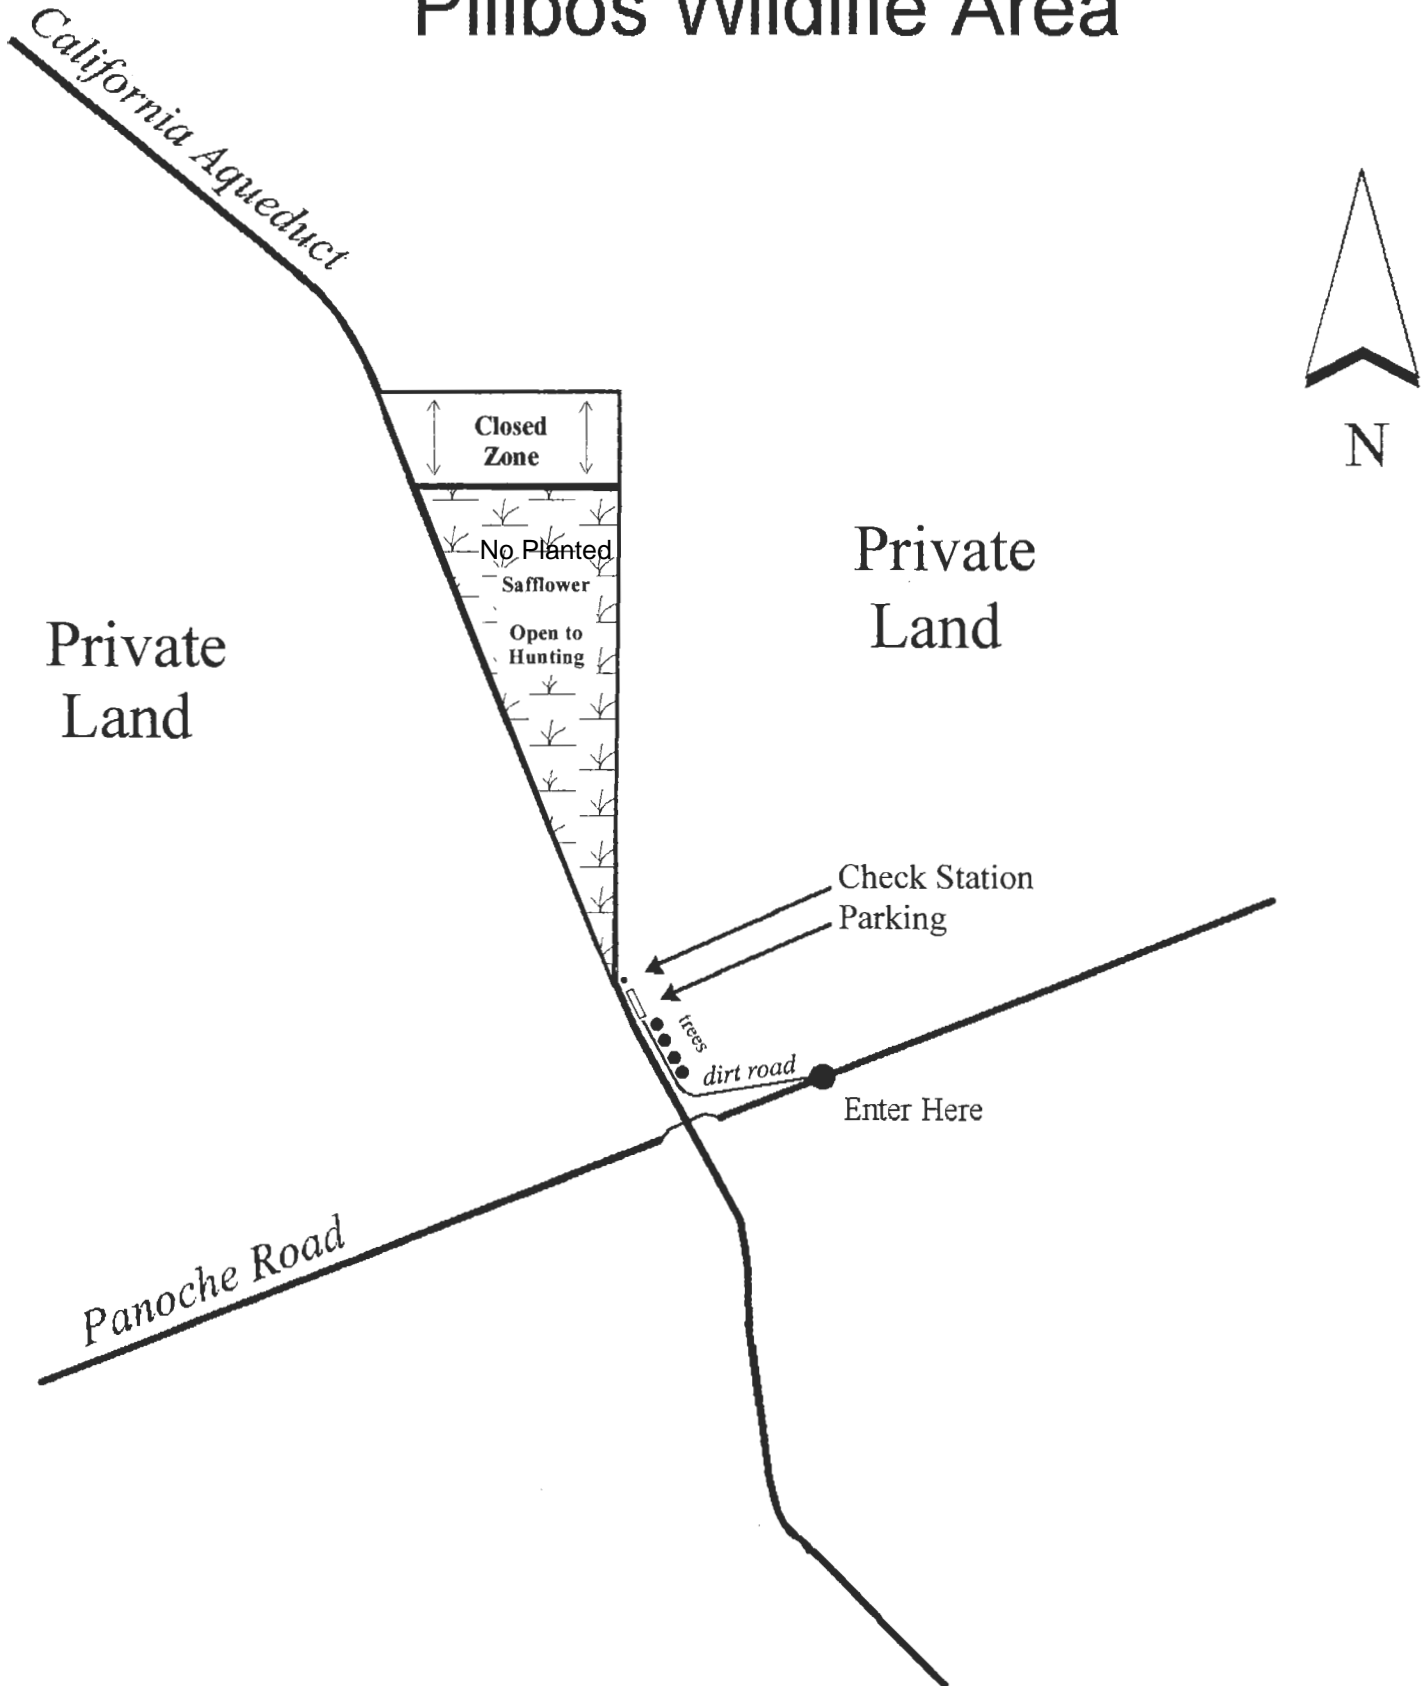 Pilibos Wildlife Area
California Aqueduct
N
Closed
Zone
No Planted
Safflower
Open to
Hunting
Private
Land
Private
Land
Check Station
Parking
trees
dirt road
Enter Here
Panoche Road